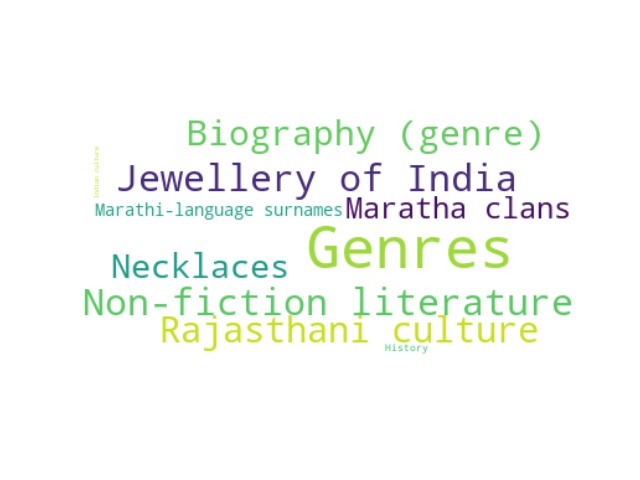 Biography (genre)
Indian culture
Jewellery of India
Marathi-language surnames
Maratha clans
Genres
Necklaces
Non-fiction literature
Rajasthani culture
History